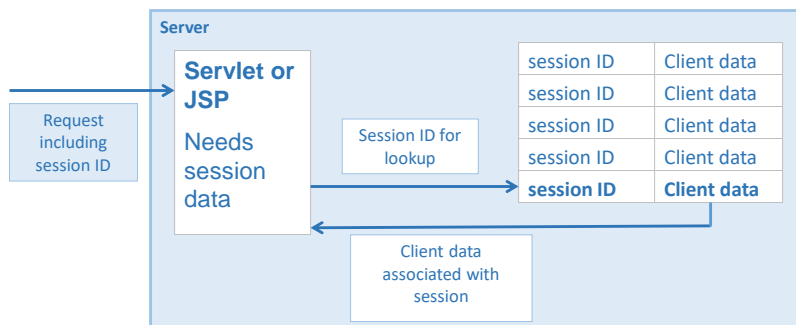 Server
Servlet or
JSP
Needs
session
data
Request
including
session ID
Session ID for
lookup
session ID Client data
session ID Client data
session ID Client data
session ID Client data
session ID Client data
Client data
associated with
session